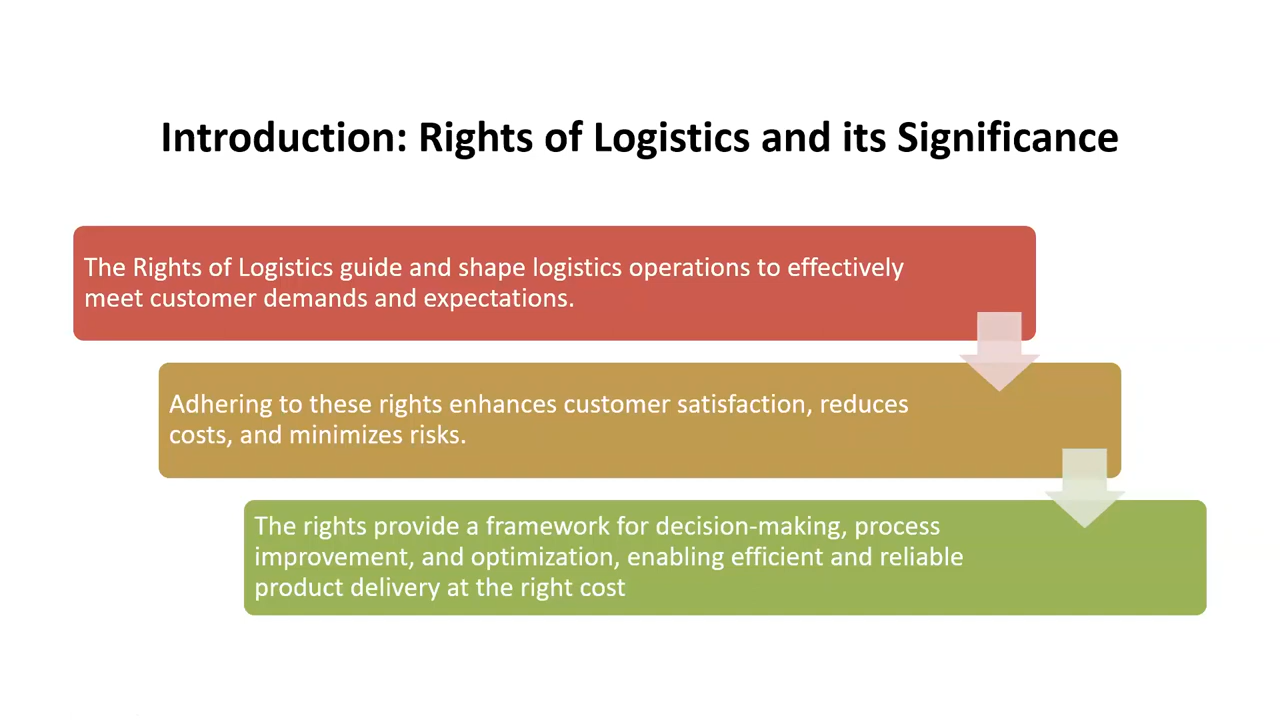 Introduction: Rights of Logistics and its Significance
The Rights of Logistics guide and shape logistics operations to effectively
meet customer demands and expectations.
Adhering to these rights enhances customer satisfaction, reduces
costs, and minimizes risks.
The rights provide a framework for decision-making, process
improvement, and optimization, enabling efficient and reliable
product delivery at the right cost